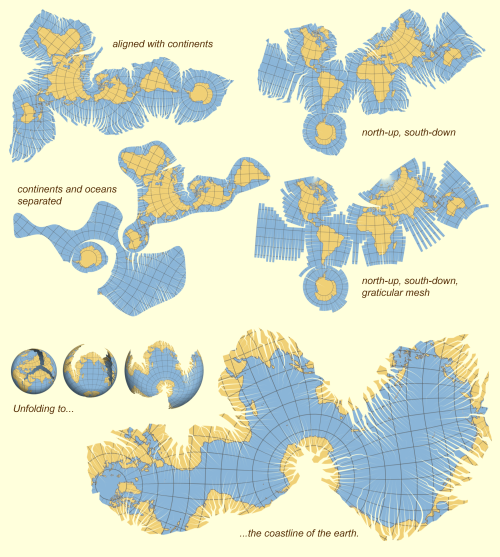 aligned with continents
north-up, south-down
continents and oceans
separated
north-up, south-down,
graticular mesh
Unfolding to...
...the coastline of the earth.